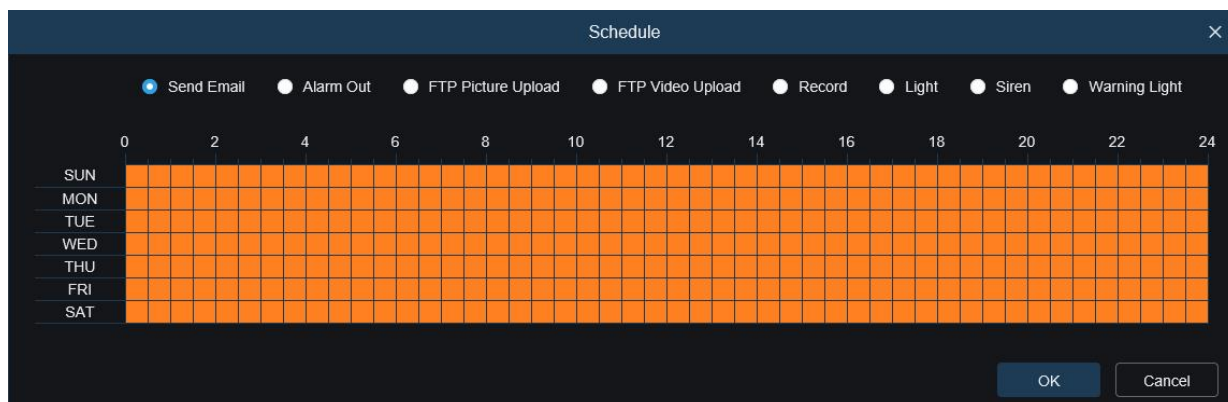 Schedule
Send Email Alarm Out FTP Picture Upload FTP Video Upload Record Light Siren Warning Light
0 2 4 6 8 10 12 14 16 18 20 22 24
SUN
MON
TUE
WED
THU
FRI
SAT
OK Cancel